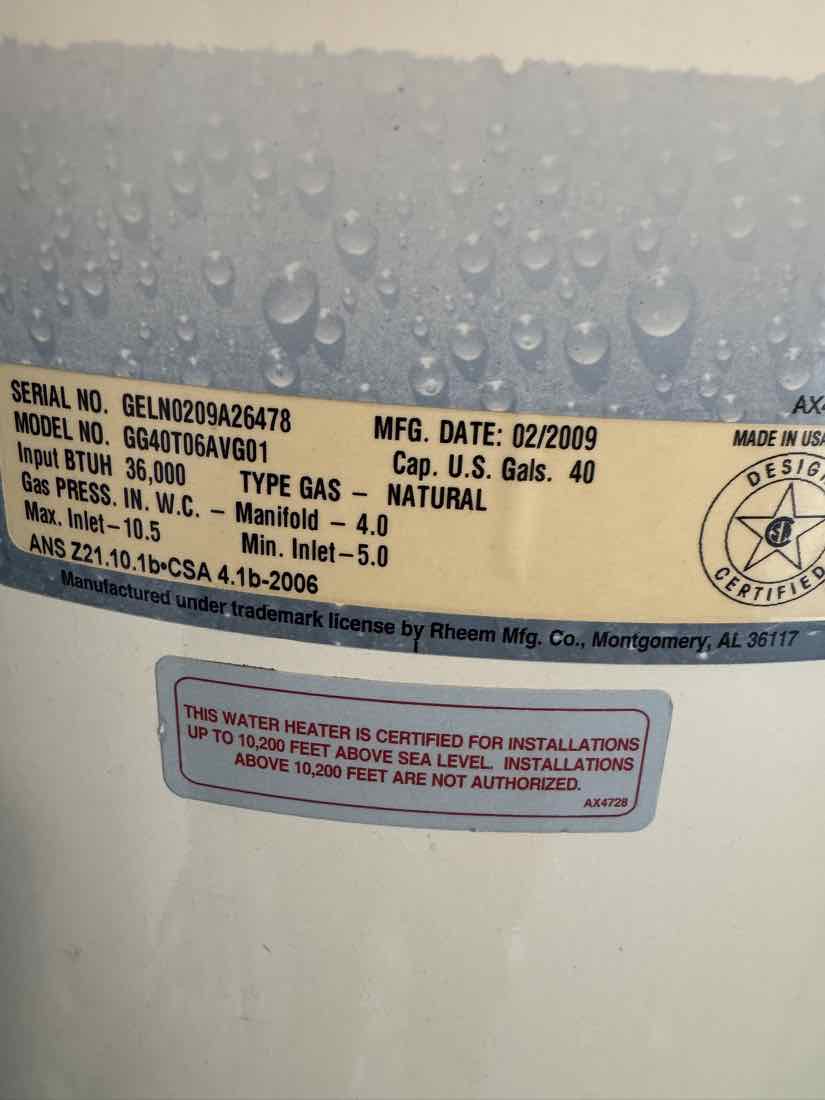 AX4
SERIAL NO. GELN0209A26478 MFG. DATE: 02/2009 MADE IN USA
MODEL NO. GG40T06AVG01 Cap. U.S. Gals. 40
Input BTUH 36,000 TYPE GAS – NATURAL
Gas PRESS. IN. W.C. – Manifold – 4.0
Max. Inlet–10.5 Min. Inlet–5.0
ANS Z21.10.1b•CSA 4.1b-2006
DESIG
CERTIFIED
Manufactured under trademark license by Rheem Mfg. Co., Montgomery, AL 36117
THIS WATER HEATER IS CERTIFIED FOR INSTALLATIONS
UP TO 10,200 FEET ABOVE SEA LEVEL. INSTALLATIONS
ABOVE 10,200 FEET ARE NOT AUTHORIZED.
AX4728